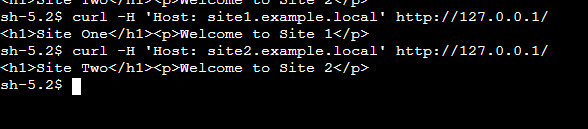 <h1>Site Two</h1><p>Welcome to Site 2</p>
sh-5.2$ curl -H 'Host: site1.example.local' http://127.0.0.1/
<h1>Site One</h1><p>Welcome to Site 1</p>
sh-5.2$ curl -H 'Host: site2.example.local' http://127.0.0.1/
<h1>Site Two</h1><p>Welcome to Site 2</p>
sh-5.2$